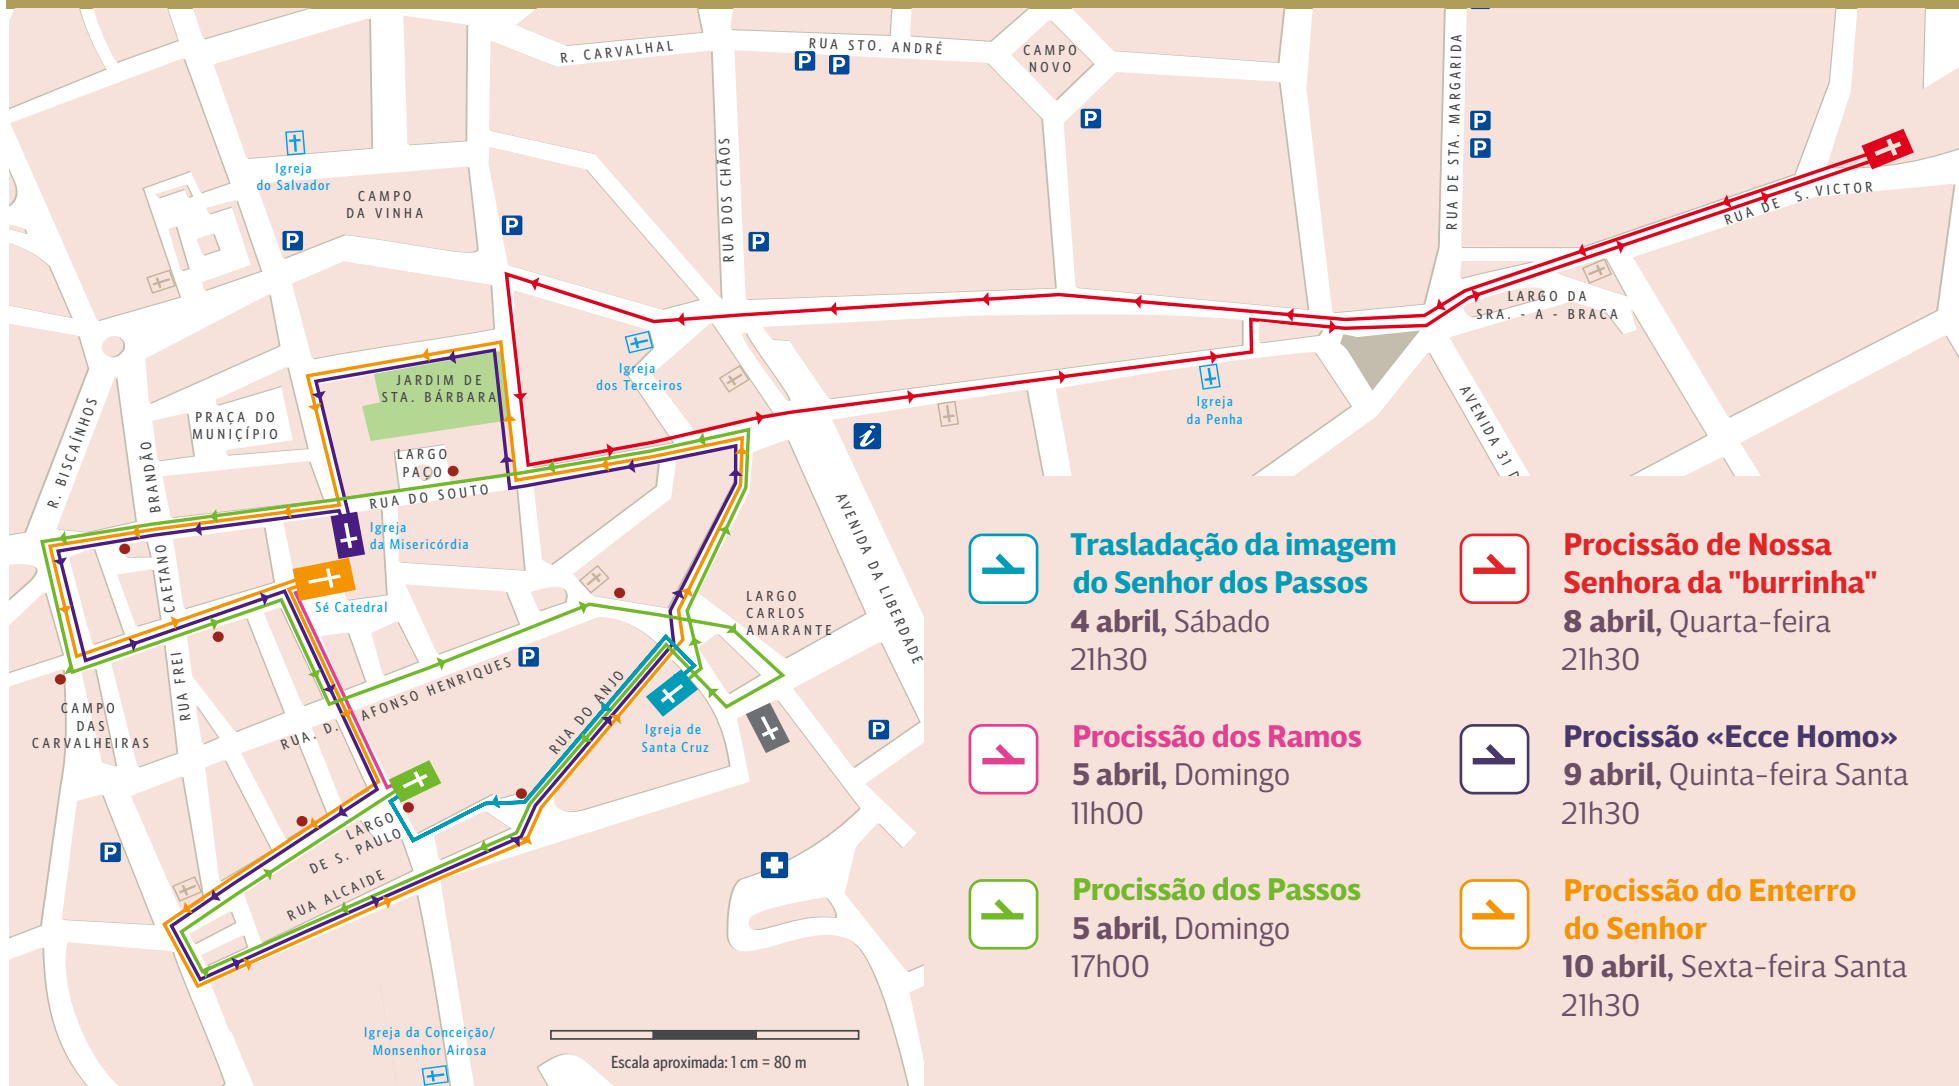 R. CARVALHAL
RUA STO. ANDRÉ
CAMPO
NOVO
RUA DE STA. MARGARIDA
P
P
P
P
P
Igreja
do Salvador
CAMPO
DA VINHA
P
P
RUA DOS CHÃOS
P
RUA DE S. VICTOR
LARGO DA
SRA. - A - BRACA
Igreja
dos Terceiros
JARDIM DE
STA. BÁRBARA
PRAÇA DO
MUNIÇÍPIO
R. BISCAÍNHOS
BRANDÃO
CAETANO
RUA FREI
LARGO
PAÇO
RUA DO SOUTO
Igreja
da Penha
i
AVENIDA 31 D
AVENIDA DA LIBERDADE
Igreja
da Misericórdia
Sé Catedral
LARGO
CARLOS
AMARANTE
P
RUA. D. AFONSO HENRIQUES
RUA DO ANJO
Igreja de
Santa Cruz
P
CAMPO
DAS
CARVALHEIRAS
P
LARGO
DE S. PAULO
RUA ALCAIDE
Igreja da Conceição/
Monsenhor Airosa
Escala aproximada: 1 cm = 80 m
Trasladação da imagem
do Senhor dos Passos
4 abril, Sábado
21h30
Procissão dos Ramos
5 abril, Domingo
11h00
Procissão dos Passos
5 abril, Domingo
17h00
Procissão de Nossa
Senhora da "burrinha"
8 abril, Quarta-feira
21h30
Procissão «Ecce Homo»
9 abril, Quinta-feira Santa
21h30
Procissão do Enterro
do Senhor
10 abril, Sexta-feira Santa
21h30